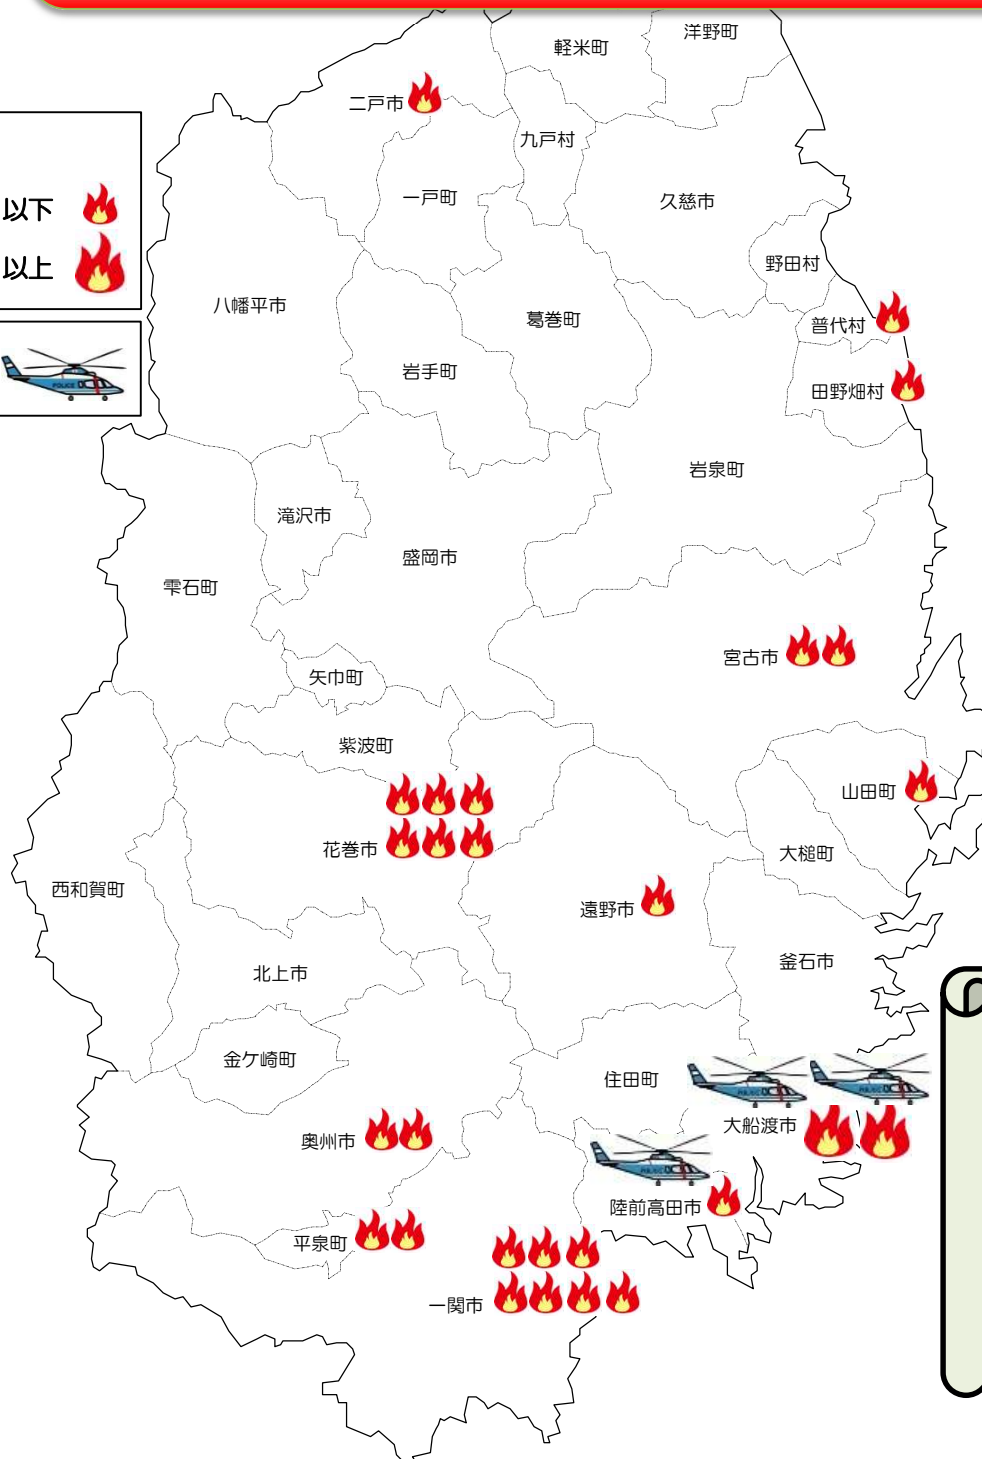 軽米町
洋野町
二戸市
九戸村
以下
一戸町
久慈市
以上
野田村
八幡平市
葛巻町
普代村
岩手町
田野畑村
岩泉町
滝沢市
盛岡市
雫石町
宮古市
矢巾町
紫波町
山田町
花巻市
大槌町
西和賀町
遠野市
釜石市
北上市
金ケ崎町
住田町
大船渡市
奥州市
陸前高田市
平泉町
一関市
POLICE